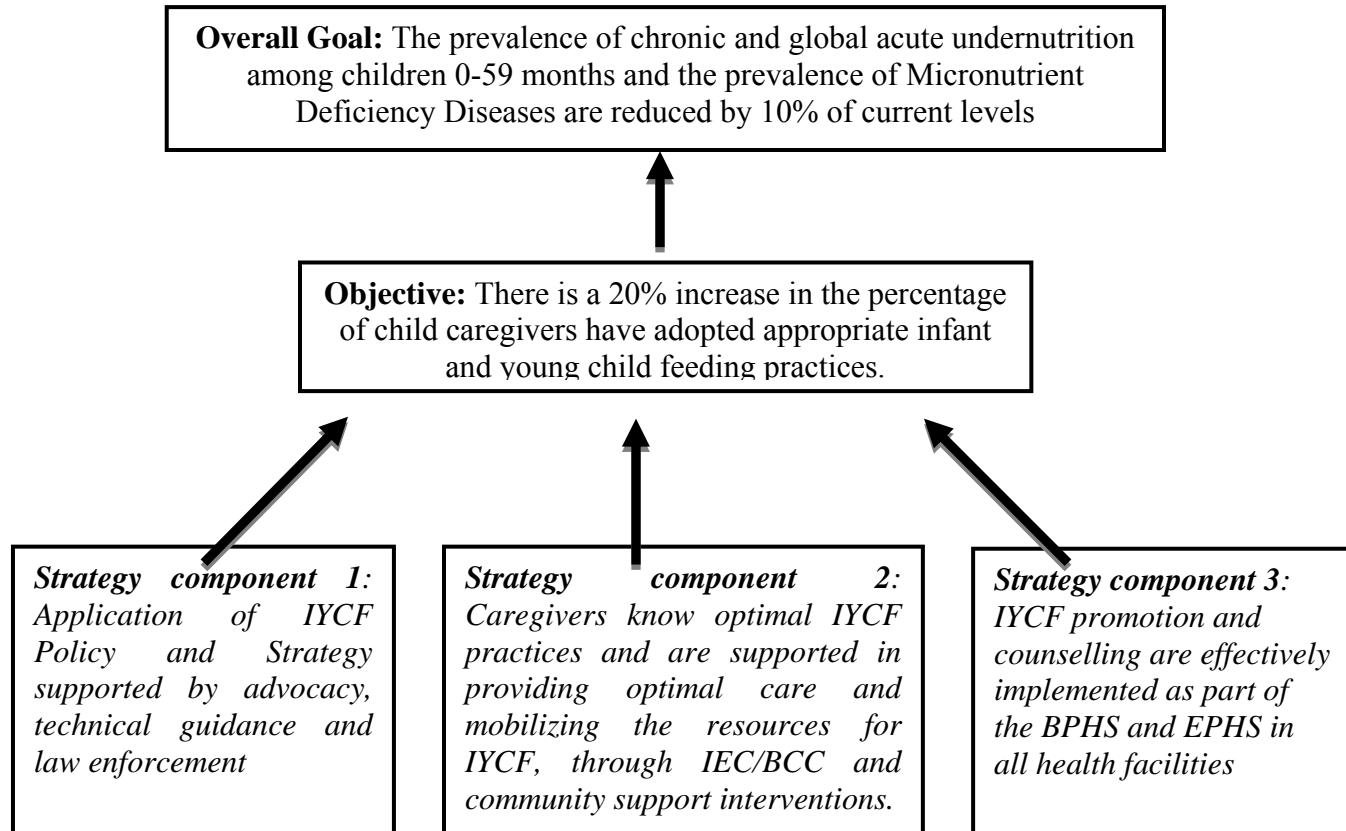 Overall Goal: The prevalence of chronic and global acute undernutrition
among children 0-59 months and the prevalence of Micronutrient
Deficiency Diseases are reduced by 10% of current levels
Objective: There is a 20% increase in the percentage
of child caregivers have adopted appropriate infant
and young child feeding practices.
Strategy component 1:
Application of IYCF
Policy and Strategy
supported by advocacy,
technical guidance and
law enforcement
Strategy component 2:
Caregivers know optimal IYCF
practices and are supported in
providing optimal care and
mobilizing the resources for
IYCF, through IEC/BCC and
community support interventions.
Strategy component 3:
IYCF promotion and
counselling are effectively
implemented as part of
the BPHS and EPHS in
all health facilities